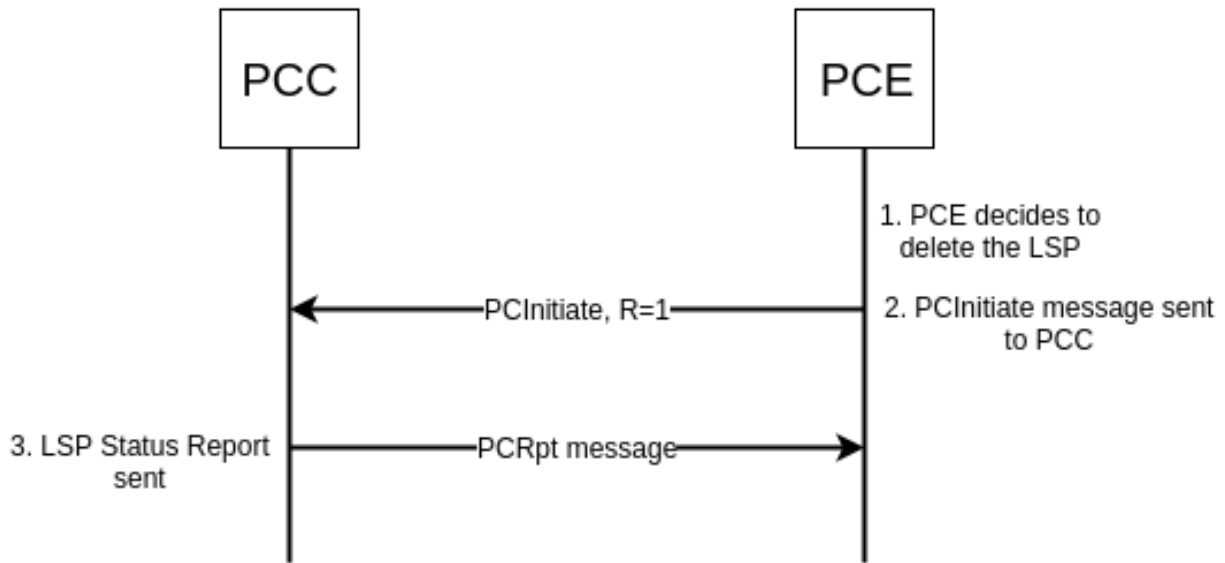 PCC
PCE
1. PCE decides to
delete the LSP
PCInitiate, R=1
2. PCInitiate message sent
to PCC
3. LSP Status Report
sent
PCRpt message